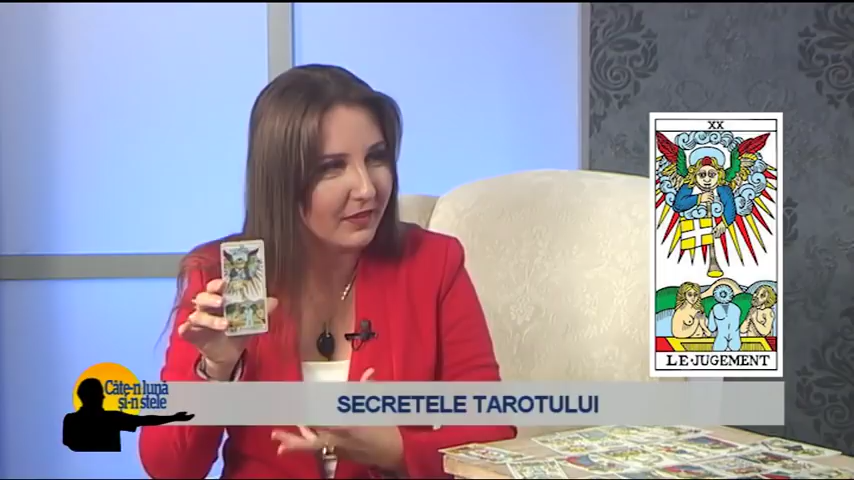 XX
LE·JUGEMENT
Câte-n lună
și-n stele
SECRETELE TAROTULUI